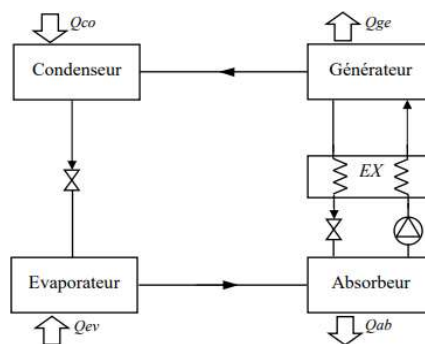 Qco
Qge
Condenseur
Générateur
EX
Evaporateur
Absorbeur
Qev
Qab